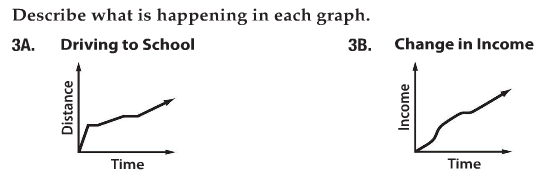 Describe what is happening in each graph.
3A. Driving to School
Distance
Time
3B. Change in Income
Income
Time